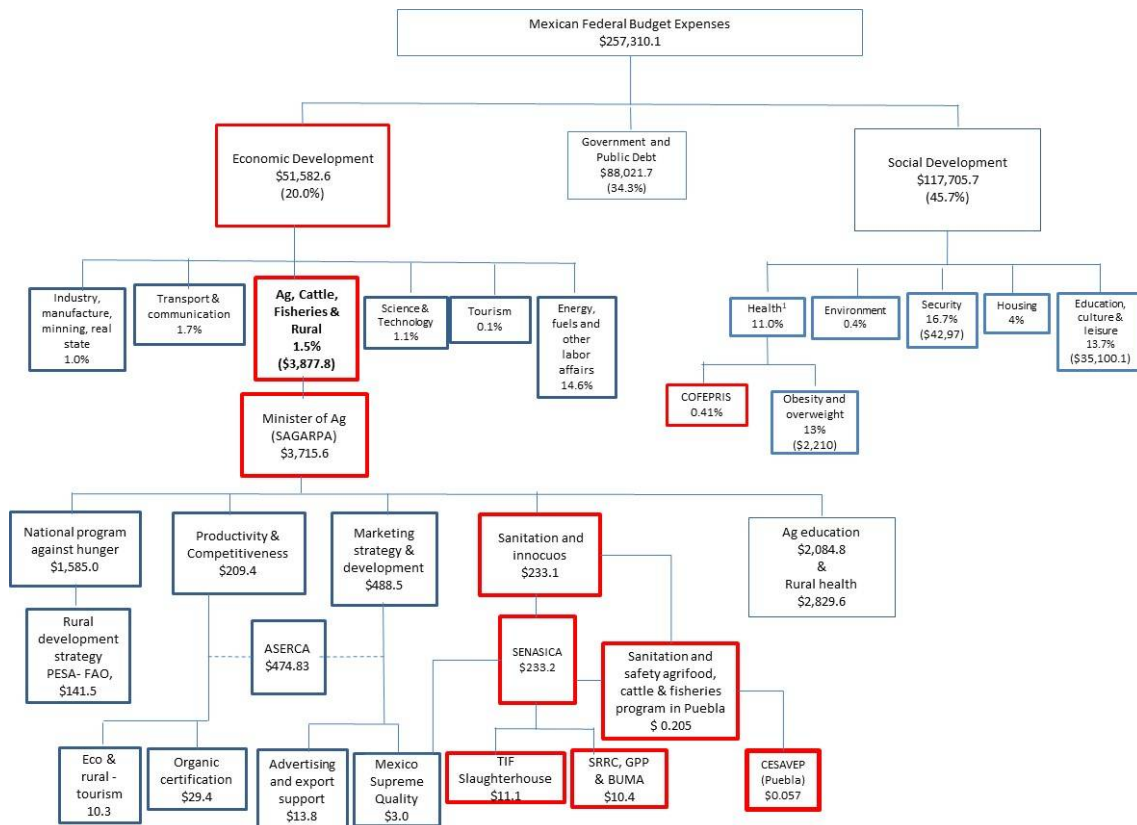 Mexican Federal Budget Expenses
$257,310.1
Economic Development
$51,582.6
(20.0%)
Government and
Public Debt
$88,021.7
(34.3%)
Social Development
$117,705.7
(45.7%)
Industry,
manufacture,
minning, real
state
1.0%
Transport &
communication
1.7%
Ag, Cattle,
Fisheries &
Rural
1.5%
($3,877.8)
Science &
Technology
1.1%
Tourism
0.1%
Energy,
fuels and
other
labor
affairs
14.6%
Health¹
11.0%
Environment
0.4%
Security
16.7%
($42,97)
Housing
4%
Education,
culture &
leisure
13.7%
($35,100.1)
COFEPRIS
0.41%
Obesity and
overweight
13%
($2,210)
Minister of Ag
(SAGARPA)
$3,715.6
National program
against hunger
$1,585.0
Productivity &
Competitiveness
$209.4
Marketing
strategy &
development
$488.5
Sanitation and
innocuos
$233.1
Ag education
$2,084.8
&
Rural health
$2,829.6
Rural
development
strategy
PESA- FAO,
$141.5
ASERCA
$474.83
SENASICA
$233.2
Sanitation and
safety agrifood,
cattle & fisheries
program in Puebla
$ 0.205
Eco &
rural -
tourism
10.3
Organic
certification
$29.4
Advertising
and export
support
$13.8
Mexico
Supreme
Quality
$3.0
TIF
Slaughterhouse
$11.1
SRRC, GPP
& BUMA
$10.4
CESAVEP
(Puebla)
$0.057